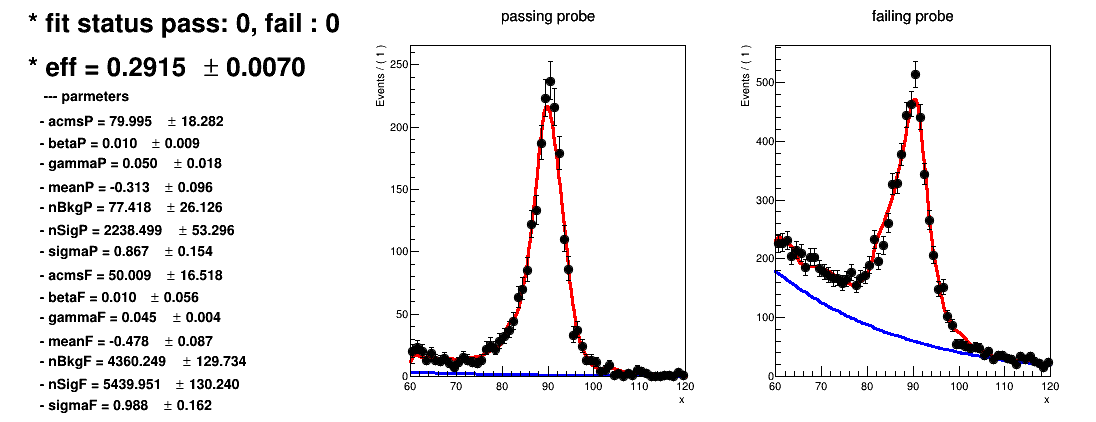 * fit status pass: 0, fail : 0
* eff = 0.2915 ± 0.0070
--- parmeters
- acmsP = 79.995 ± 18.282
- betaP = 0.010 ± 0.009
- gammaP = 0.050 ± 0.018
- meanP = -0.313 ± 0.096
- nBkgP = 77.418 ± 26.126
- nSigP = 2238.499 ± 53.296
- sigmaP = 0.867 ± 0.154
- acmsF = 50.009 ± 16.518
- betaF = 0.010 ± 0.056
- gammaF = 0.045 ± 0.004
- meanF = -0.478 ± 0.087
- nBkgF = 4360.249 ± 129.734
- nSigF = 5439.951 ± 130.240
- sigmaF = 0.988 ± 0.162
passing probe
Events / ( 1 )
250
200
150
100
50
0
60 70 80 90 100 110 120
x
failing probe
Events / ( 1 )
500
400
300
200
100
0
60 70 80 90 100 110 120
x